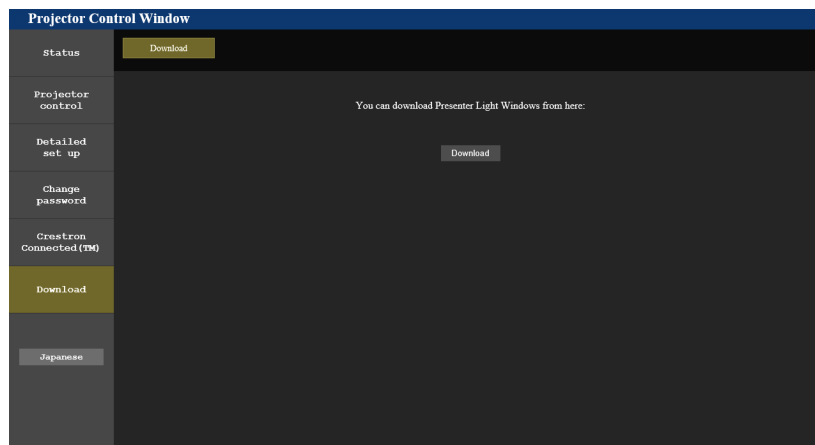 Projector Control Window
Status
Download
Projector
control
You can download Presenter Light Windows from here:
Detailed
set up
Download
Change
password
Crestron
Connected(TM)
Download
Japanese